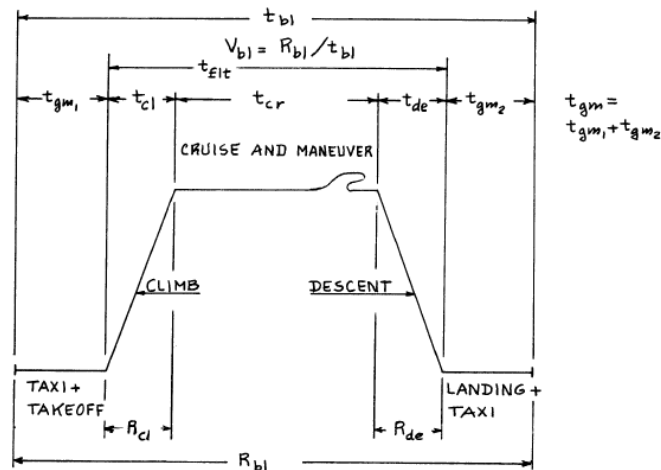 t_bl
V_bl = R_bl / t_bl
t_flt
t_gm₁ t_cl t_cr t_de t_gm₂
t_gm =
t_gm₁ + t_gm₂
CRUISE AND MANEUVER
CLIMB DESCENT
TAXI +
TAKEOFF
LANDING +
TAXI
R_cl R_de
R_bl